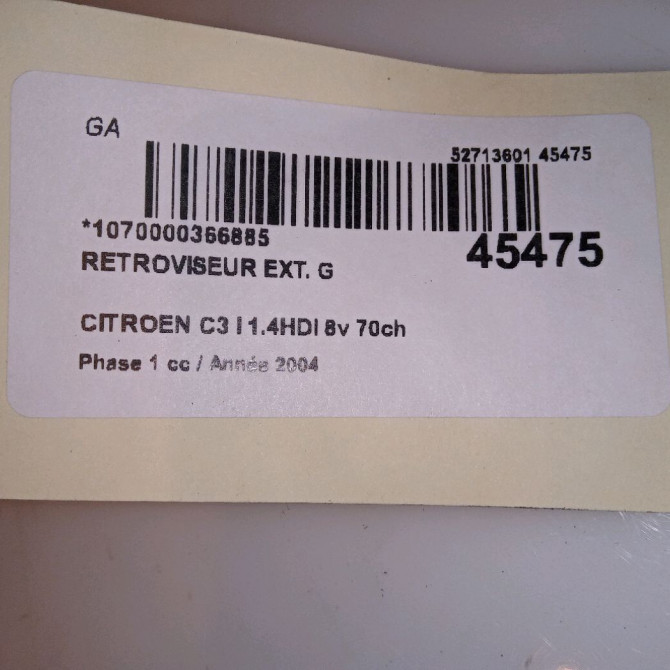 GA
52713601 45475
*1070000366885
45475
RETROVISEUR EXT. G
CITROEN C3 I 1.4HDI 8v 70ch
Phase 1 cc / Année 2004